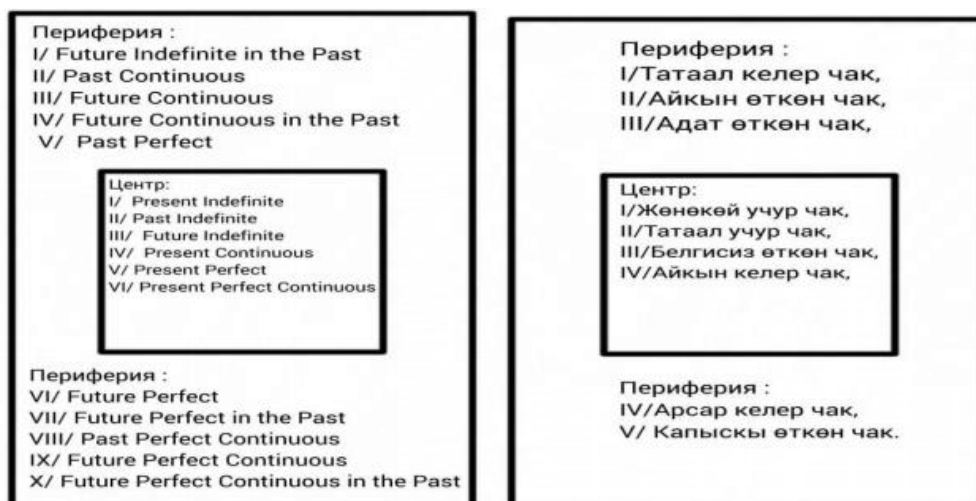 Периферия :
I/ Future Indefinite in the Past
II/ Past Continuous
III/ Future Continuous
IV/ Future Continuous in the Past
V/ Past Perfect
Центр:
I/ Present Indefinite
II/ Past Indefinite
III/ Future Indefinite
IV/ Present Continuous
V/ Present Perfect
VI/ Present Perfect Continuous
Периферия :
VI/ Future Perfect
VII/ Future Perfect in the Past
VIII/ Past Perfect Continuous
IX/ Future Perfect Continuous
X/ Future Perfect Continuous in the Past
Периферия :
I/Татаал келер чак,
II/Айкын өткөн чак,
III/Адат өткөн чак,
Центр:
I/Жөнөкөй учур чак,
II/Татаал учур чак,
III/Белгисиз өткөн чак,
IV/Айкын келер чак,
Периферия :
IV/Арсар келер чак,
V/ Капыскы өткөн чак.